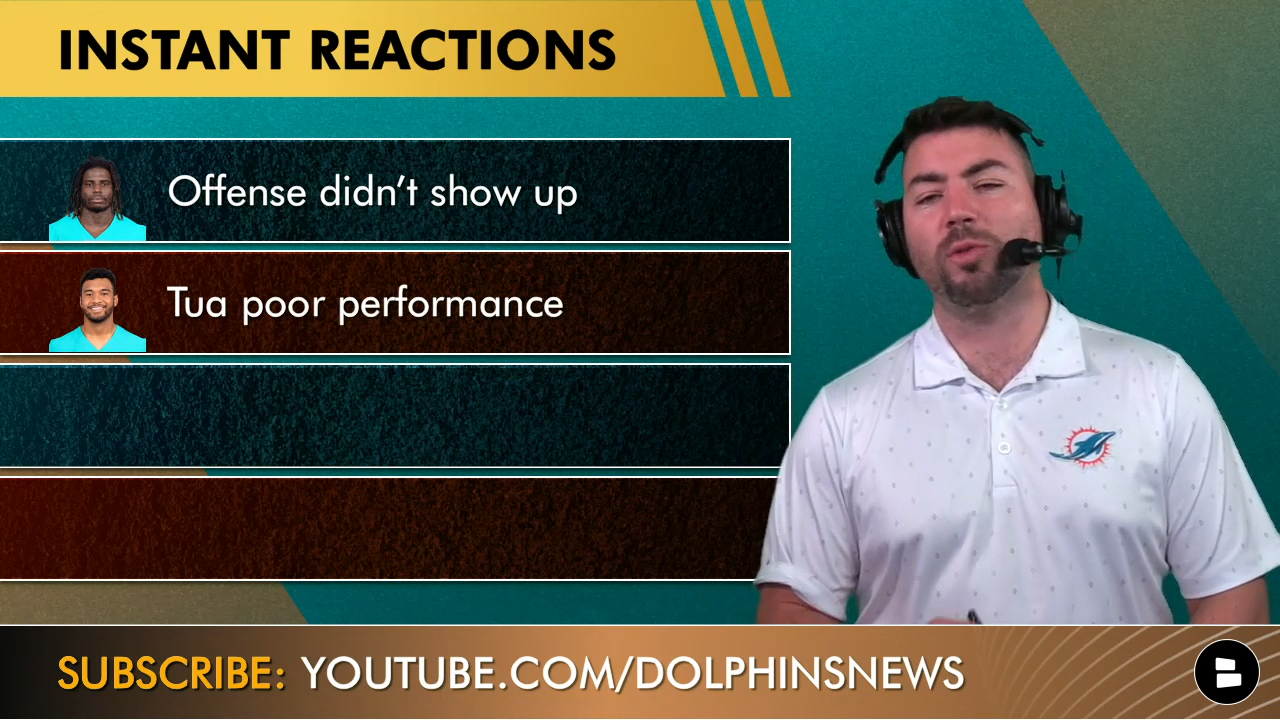 INSTANT REACTIONS
Offense didn’t show up
Tua poor performance
SUBSCRIBE: YOUTUBE.COM/DOLPHINSNEWS